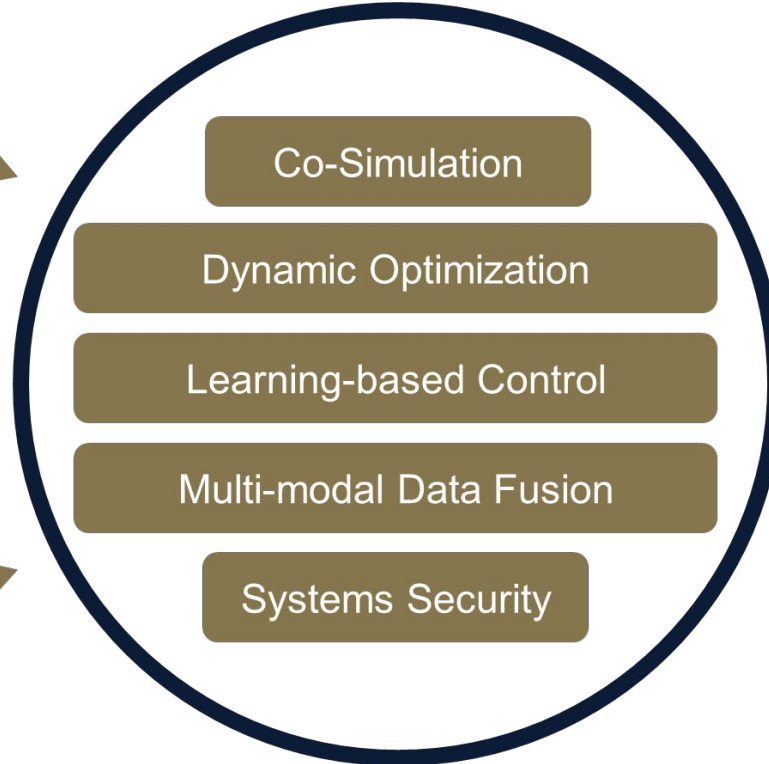 Co-Simulation
Dynamic Optimization
Learning-based Control
Multi-modal Data Fusion
Systems Security